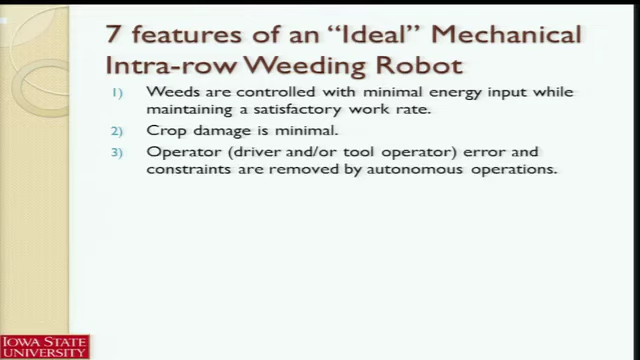 7 features of an “Ideal” Mechanical
Intra-row Weeding Robot
1) Weeds are controlled with minimal energy input while
maintaining a satisfactory work rate.
2) Crop damage is minimal.
3) Operator (driver and/or tool operator) error and
constraints are removed by autonomous operations.
IOWA STATE
UNIVERSITY